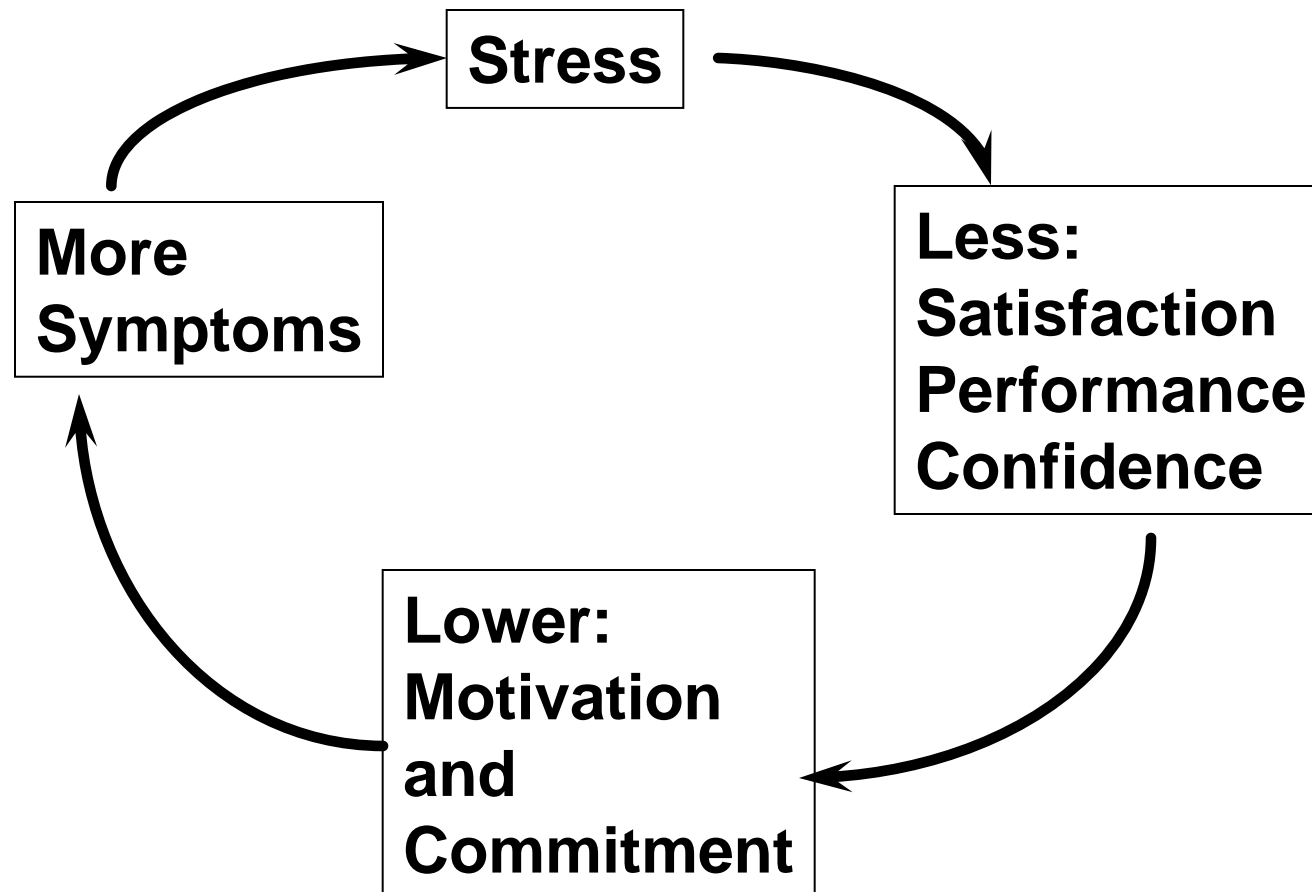 Stress
Less:
Satisfaction
Performance
Confidence
Lower:
Motivation
and
Commitment
More
Symptoms